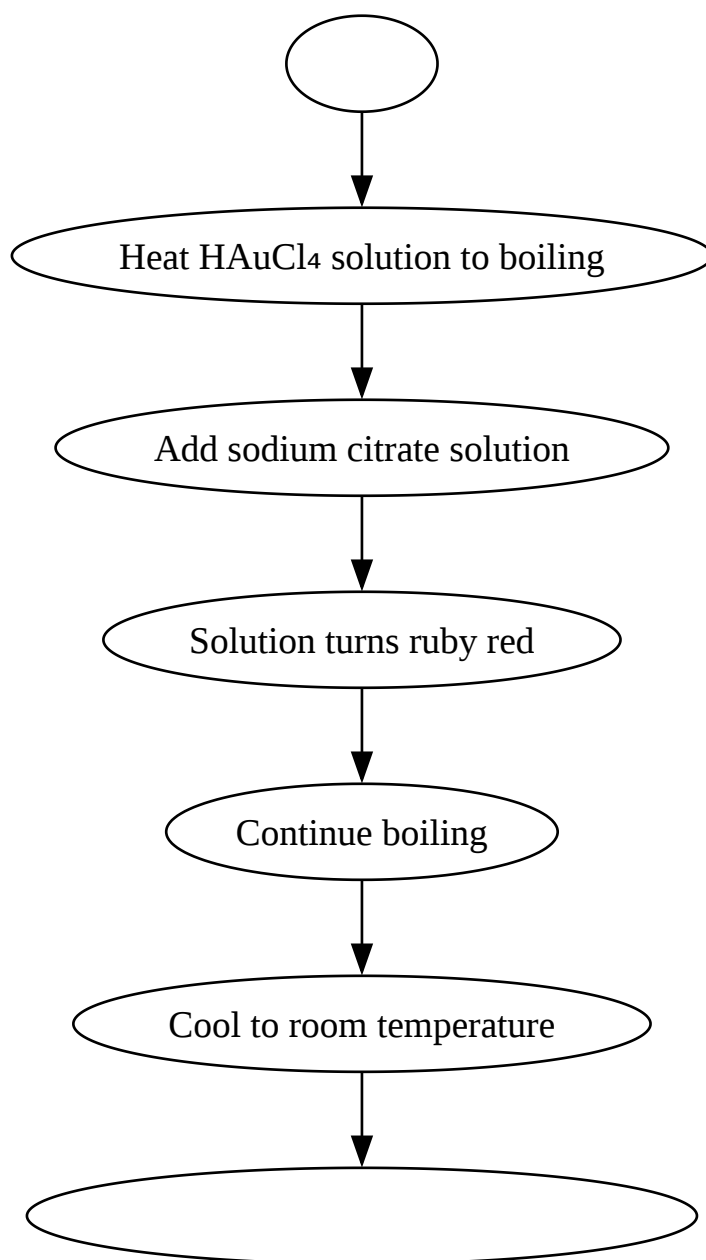 Heat HAuCl₄ solution to boiling
Add sodium citrate solution
Solution turns ruby red
Continue boiling
Cool to room temperature